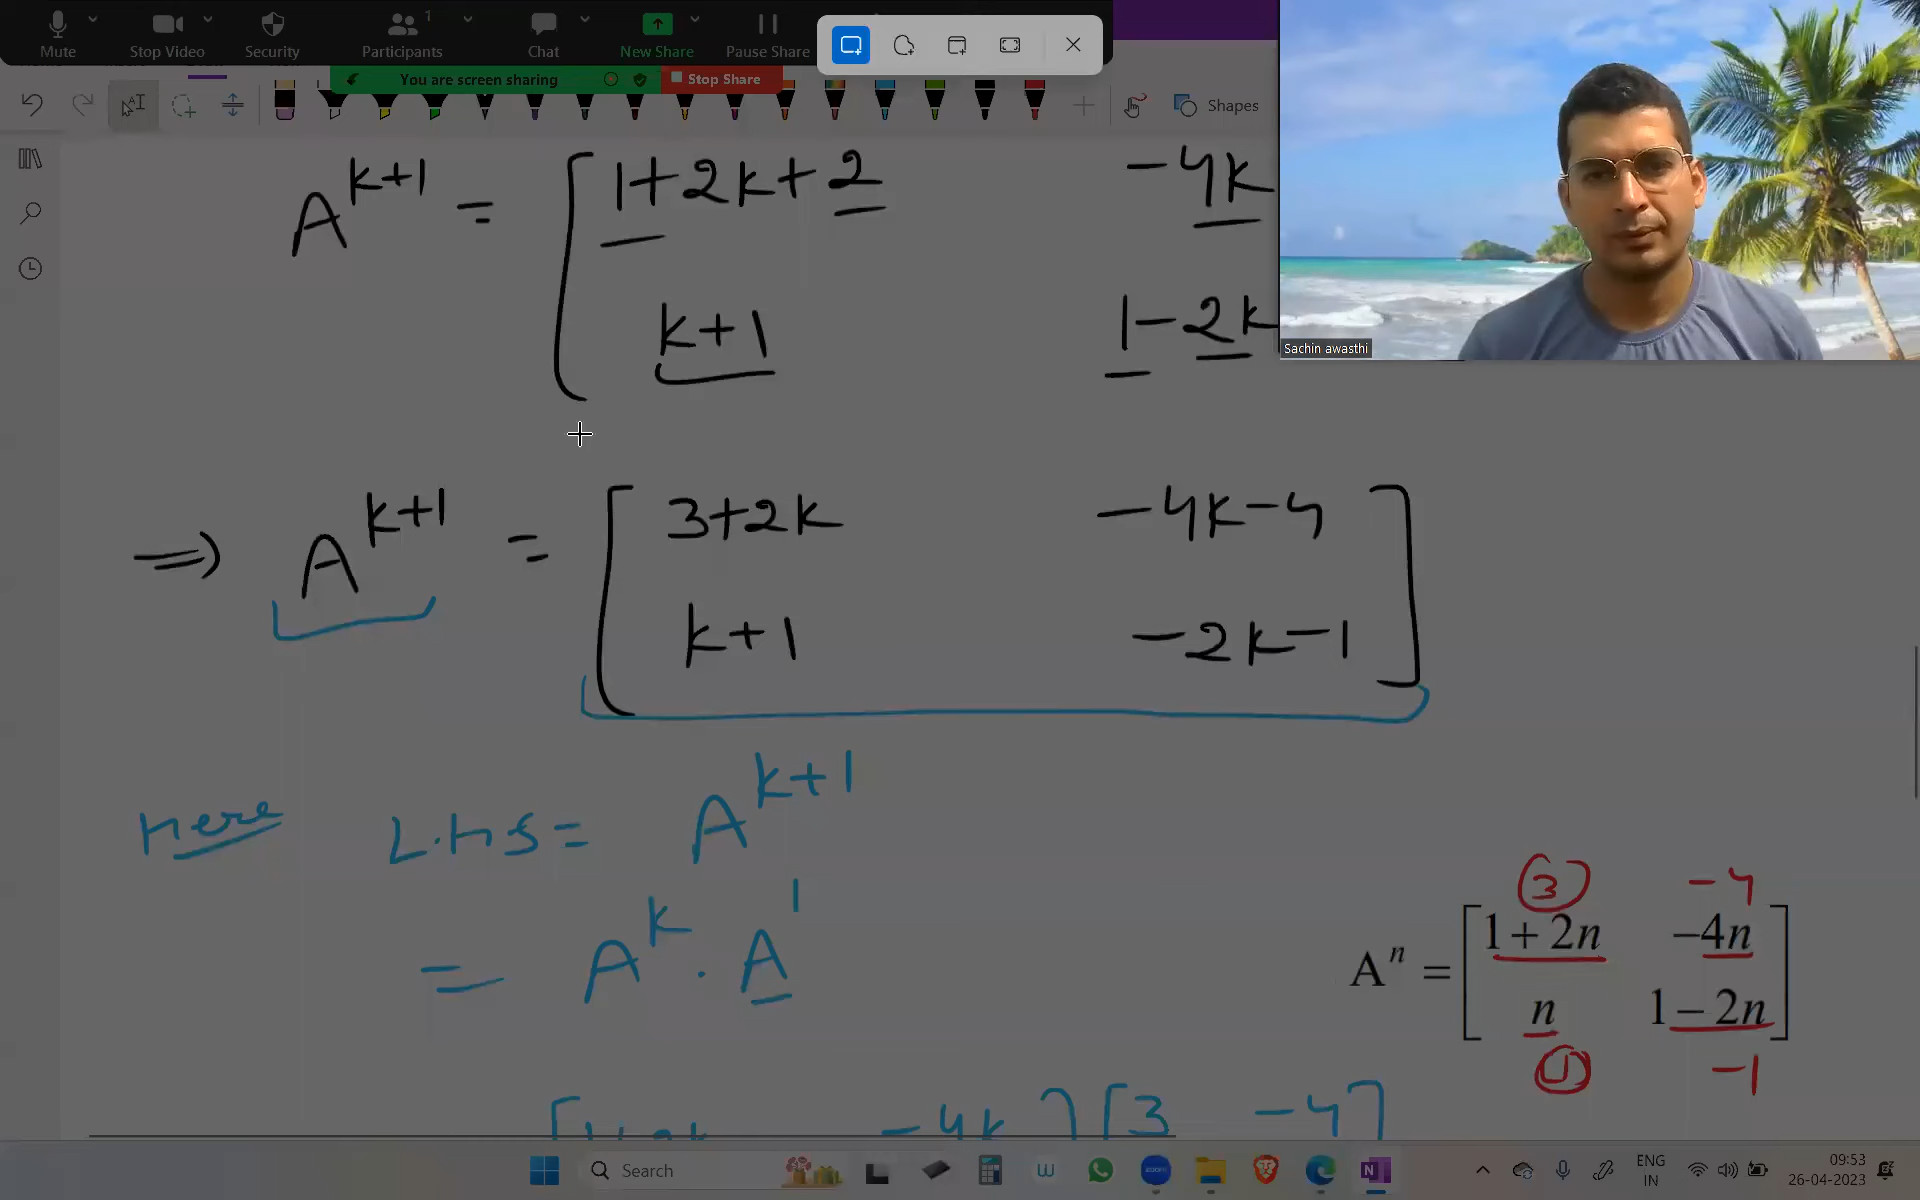 Mute
Stop Video
Security
Participants
1
Chat
New Share
Pause Share
You are screen sharing
Stop Share
Shapes
Sachin awasthi
A^{k+1} = [ 1+2k+2 -4k
k+1 1-2k
⇒ A^{k+1} = [ 3+2k -4k-4 ]
k+1 -2k-1
Here L.H.S = A^{k+1}
= A^k . A^1
3 -4
Aⁿ = [ 1 + 2n −4n ]
n 1 − 2n
1 -1
-4k ] [ 3 -4 ]
Search
ENG
IN
09:53
26-04-2023